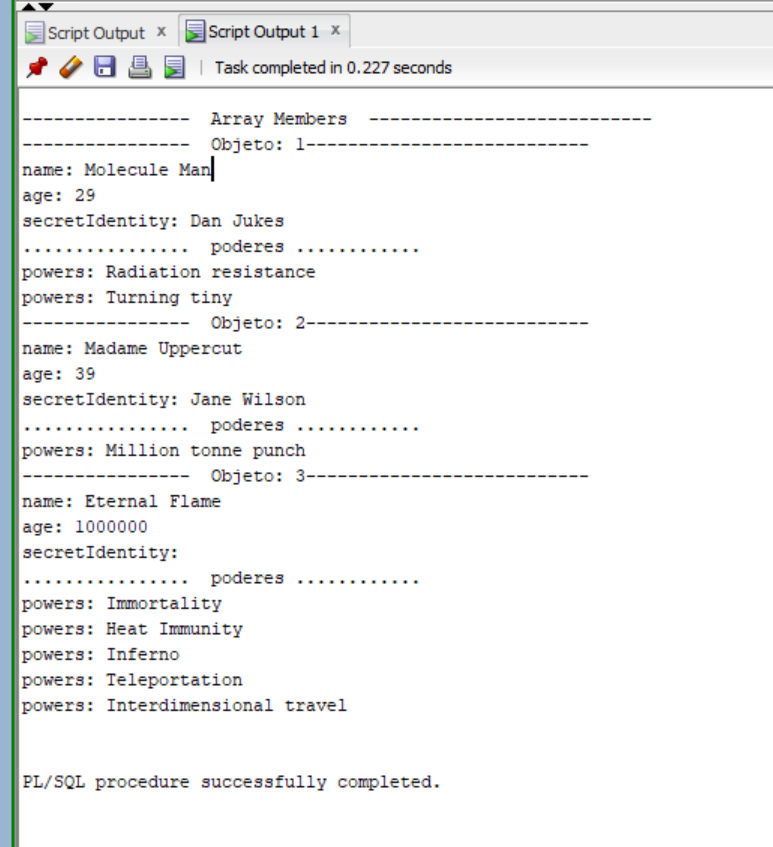 Script Output x Script Output 1 x
Task completed in 0.227 seconds
---------------- Array Members ---------------------------
---------------- Objeto: 1---------------------------
name: Molecule Man
age: 29
secretIdentity: Dan Jukes
................ poderes ............
powers: Radiation resistance
powers: Turning tiny
---------------- Objeto: 2---------------------------
name: Madame Uppercut
age: 39
secretIdentity: Jane Wilson
................ poderes ............
powers: Million tonne punch
---------------- Objeto: 3---------------------------
name: Eternal Flame
age: 1000000
secretIdentity:
................ poderes ............
powers: Immortality
powers: Heat Immunity
powers: Inferno
powers: Teleportation
powers: Interdimensional travel
PL/SQL procedure successfully completed.